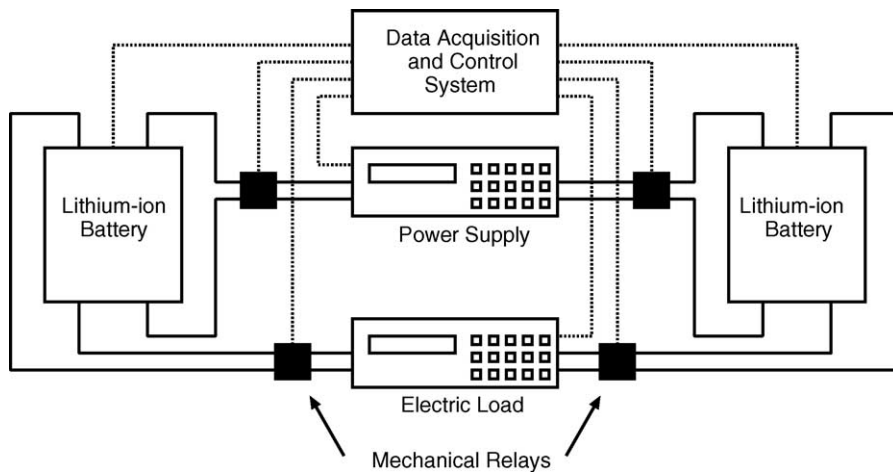 Data Acquisition
and Control
System
Lithium-ion
Battery
Power Supply
Lithium-ion
Battery
Electric Load
Mechanical Relays